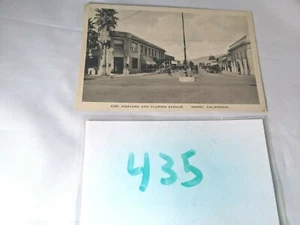 COR. HARVARD AND FLORIDA AVENUE, HEMET, CALIFORNIA
435